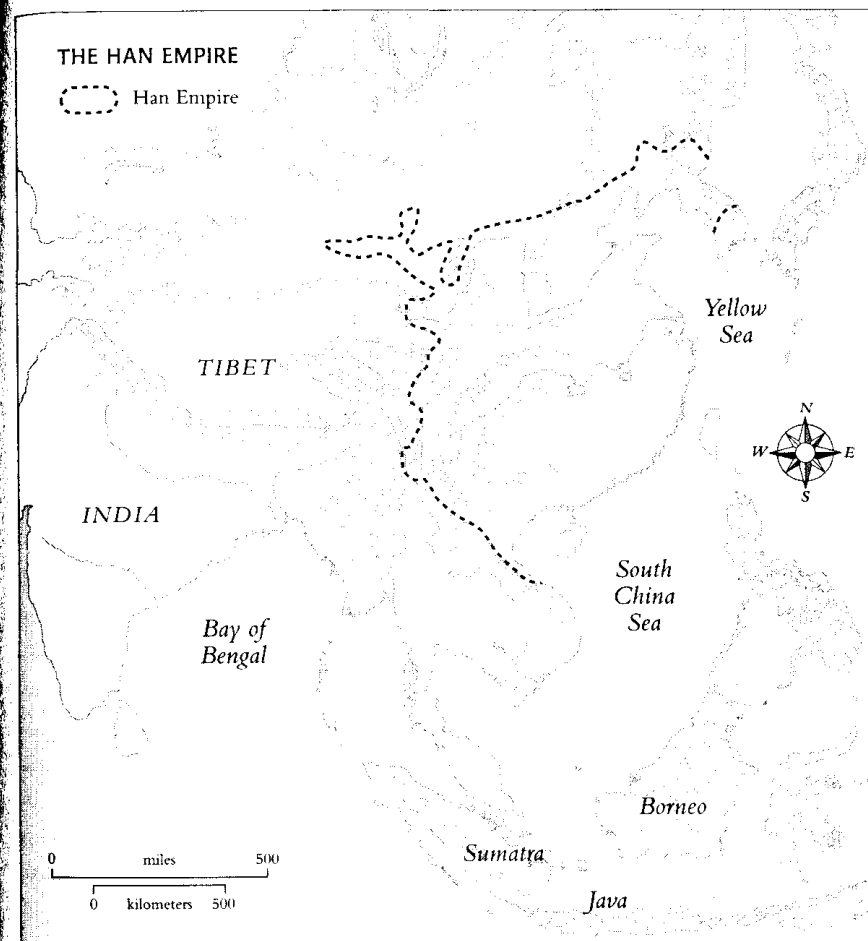 THE HAN EMPIRE
Han Empire
Yellow
Sea
TIBET
N
W
E
S
INDIA
South
China
Sea
Bay of
Bengal
Borneo
0 miles 500
Sumatra
0 kilometers 500
Java